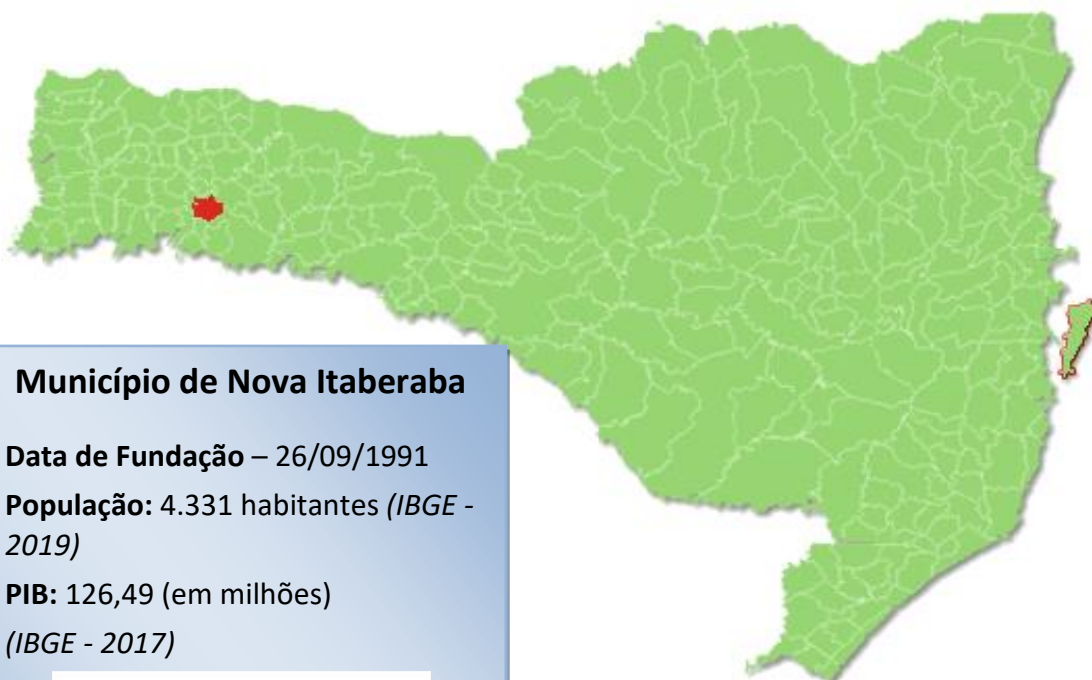 Município de Nova Itaberaba
Data de Fundação – 26/09/1991
População: 4.331 habitantes (IBGE -
2019)
PIB: 126,49 (em milhões)
(IBGE - 2017)